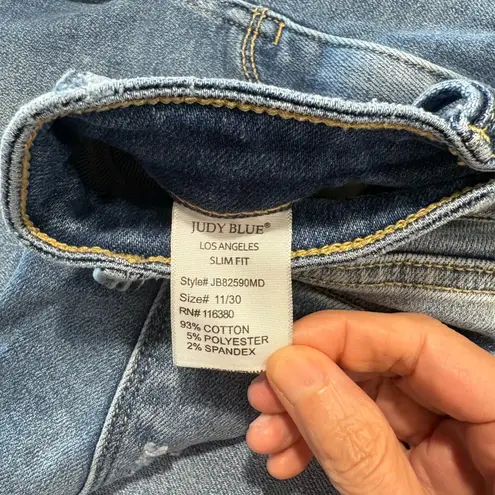 JUDY BLUE®
LOS ANGELES
SLIM FIT
Style# JB82590MD
Size# 11/30
RN# 116380
93% COTTON
5% POLYESTER
2% SPANDEX